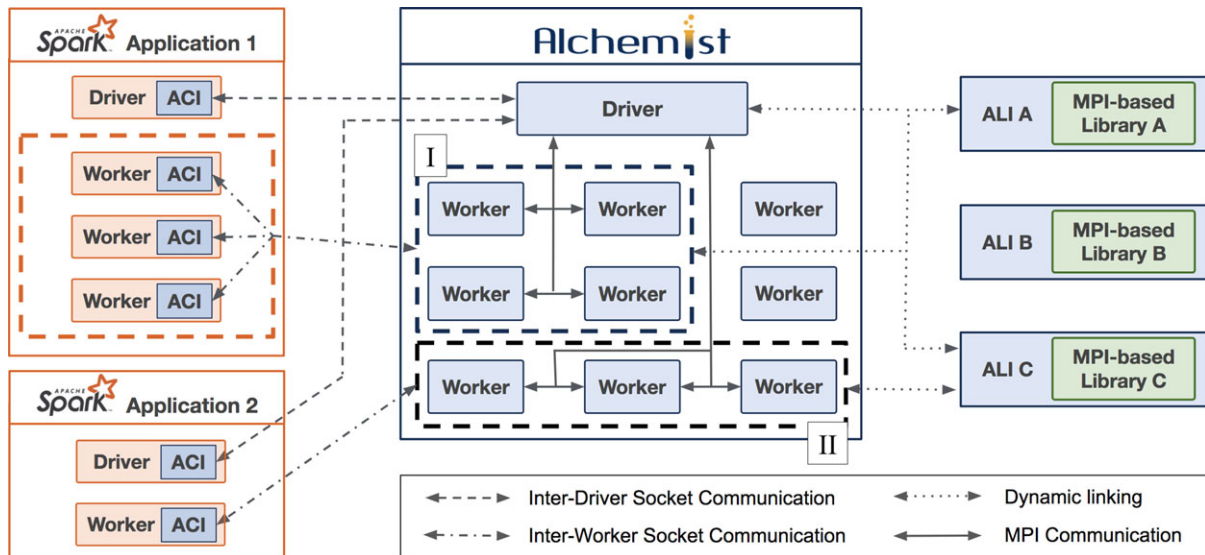 APACHE
Spark Application 1
Driver ACI
Worker ACI
Worker ACI
Worker ACI
APACHE
Spark Application 2
Driver ACI
Worker ACI
Alchemist
Driver
I
Worker Worker Worker
Worker Worker Worker
Worker Worker Worker
II
ALI A
MPI-based
Library A
ALI B
MPI-based
Library B
ALI C
MPI-based
Library C
Inter-Driver Socket Communication
Inter-Worker Socket Communication
Dynamic linking
MPI Communication